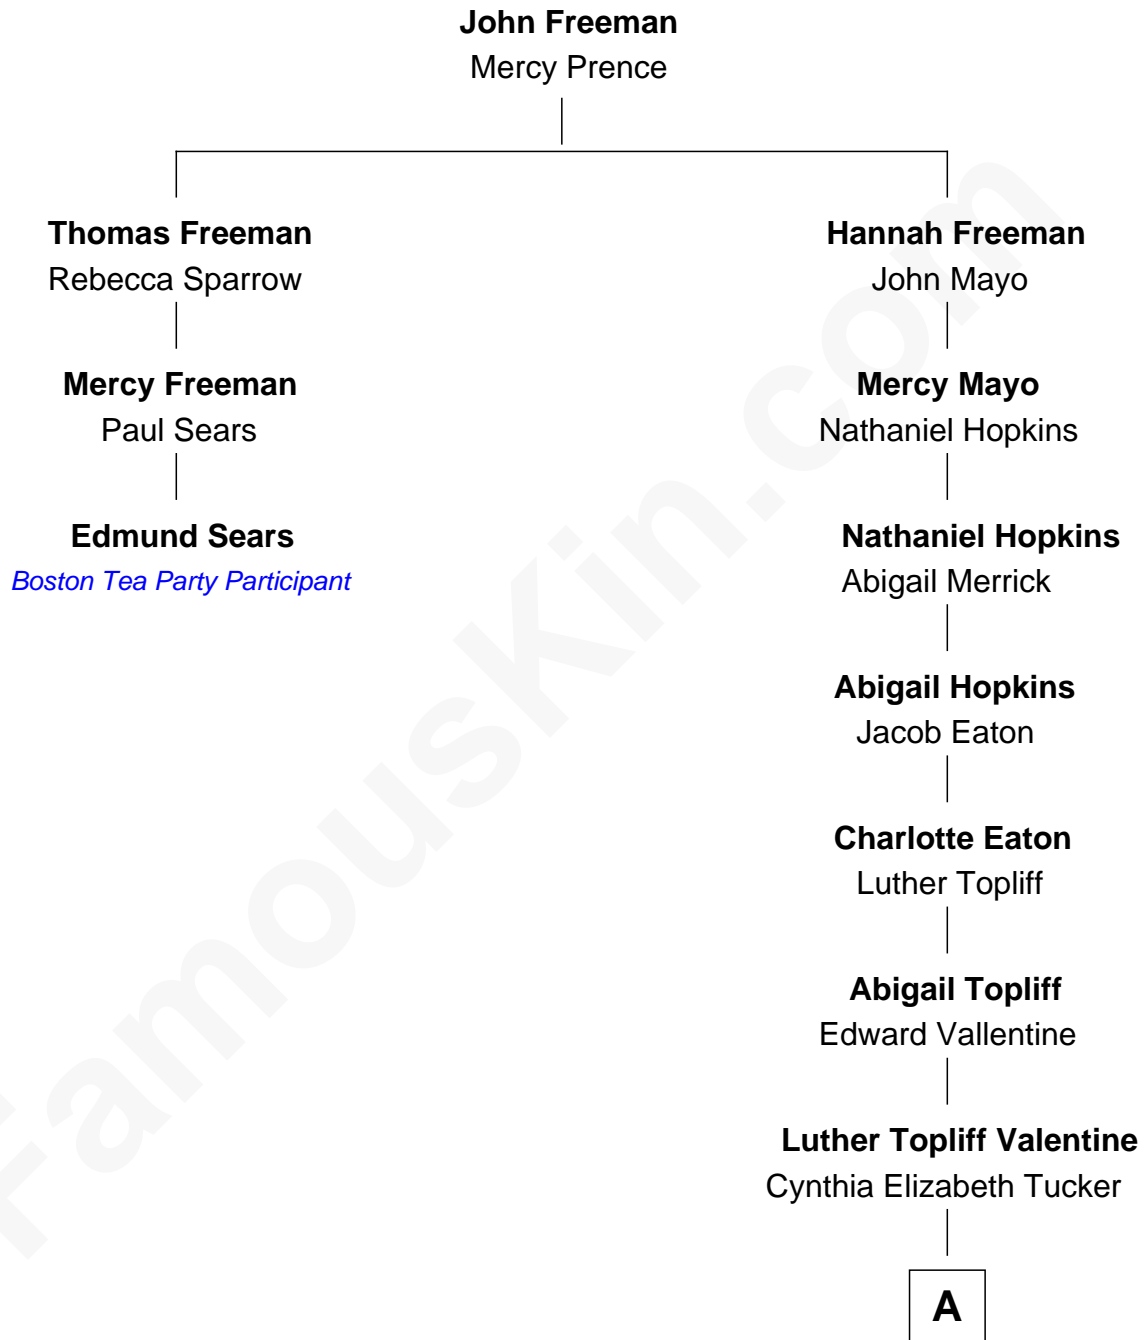 John Freeman
Mercy Prence
Thomas Freeman
Rebecca Sparrow
Hannah Freeman
John Mayo
Mercy Freeman
Paul Sears
Mercy Mayo
Nathaniel Hopkins
Edmund Sears
Boston Tea Party Participant
Nathaniel Hopkins
Abigail Merrick
Abigail Hopkins
Jacob Eaton
Charlotte Eaton
Luther Topliff
Abigail Topliff
Edward Vallentine
Luther Topliff Valentine
Cynthia Elizabeth Tucker
A
FamousKin.com